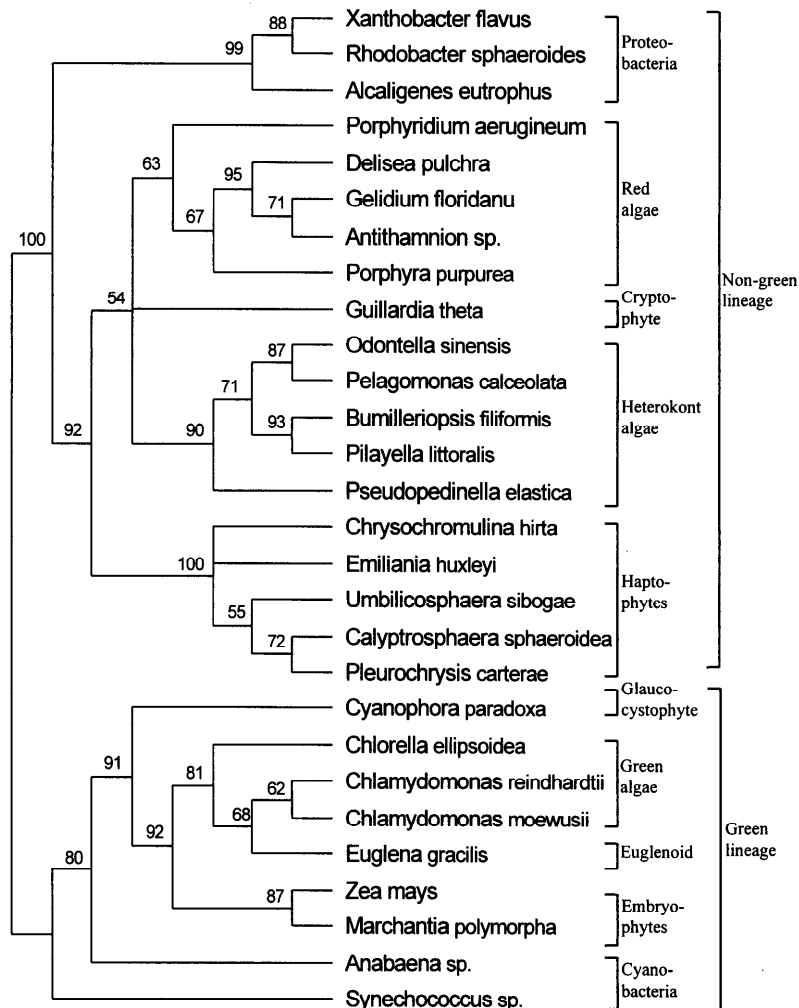 88
Xanthobacter flavus
99
Rhodobacter sphaeroides
Proteo-
bacteria
Alcaligenes eutrophus
Porphyridium aerugineum
63
95
Delisea pulchra
71
Gelidium floridanu
Red
algae
67
Antithamnion sp.
100
Porphyra purpurea
Non-green
lineage
54
Guillardia theta
Crypto-
phyte
87
Odontella sinensis
71
Pelagomonas calceolata
92
90
93
Bumilleriopsis filiformis
Heterokont
algae
Pilayella littoralis
Pseudopedinella elastica
Chrysochromulina hirta
100
Emiliania huxleyi
Hapto-
phytes
55
Umbilicosphaera sibogae
72
Calyptrosphaera sphaeroidea
Pleurochrysis carterae
Glauco-
cystophyte
Cyanophora paradoxa
91
Chlorella ellipsoidea
81
62
Chlamydomonas reindhardtii
Green
algae
68
Chlamydomonas moewusii
92
Green
lineage
80
Euglena gracilis
Euglenoid
87
Zea mays
Embryo-
phytes
Marchantia polymorpha
Anabaena sp.
Cyano-
bacteria
Synechococcus sp.